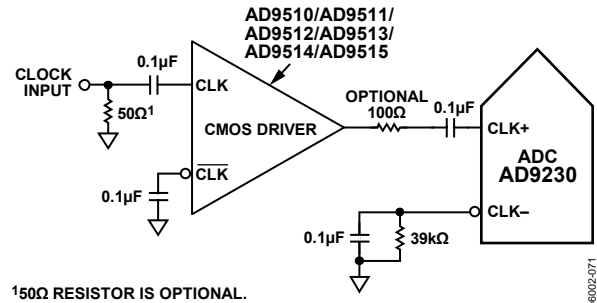 AD9510/AD9511/
AD9512/AD9513/
AD9514/AD9515
CLOCK
INPUT
0.1µF
CLK
50Ω¹
CMOS DRIVER
CLK
0.1µF
OPTIONAL
100Ω
0.1µF
CLK+
ADC
AD9230
CLK–
0.1µF
39kΩ
¹50Ω RESISTOR IS OPTIONAL.
6002-071